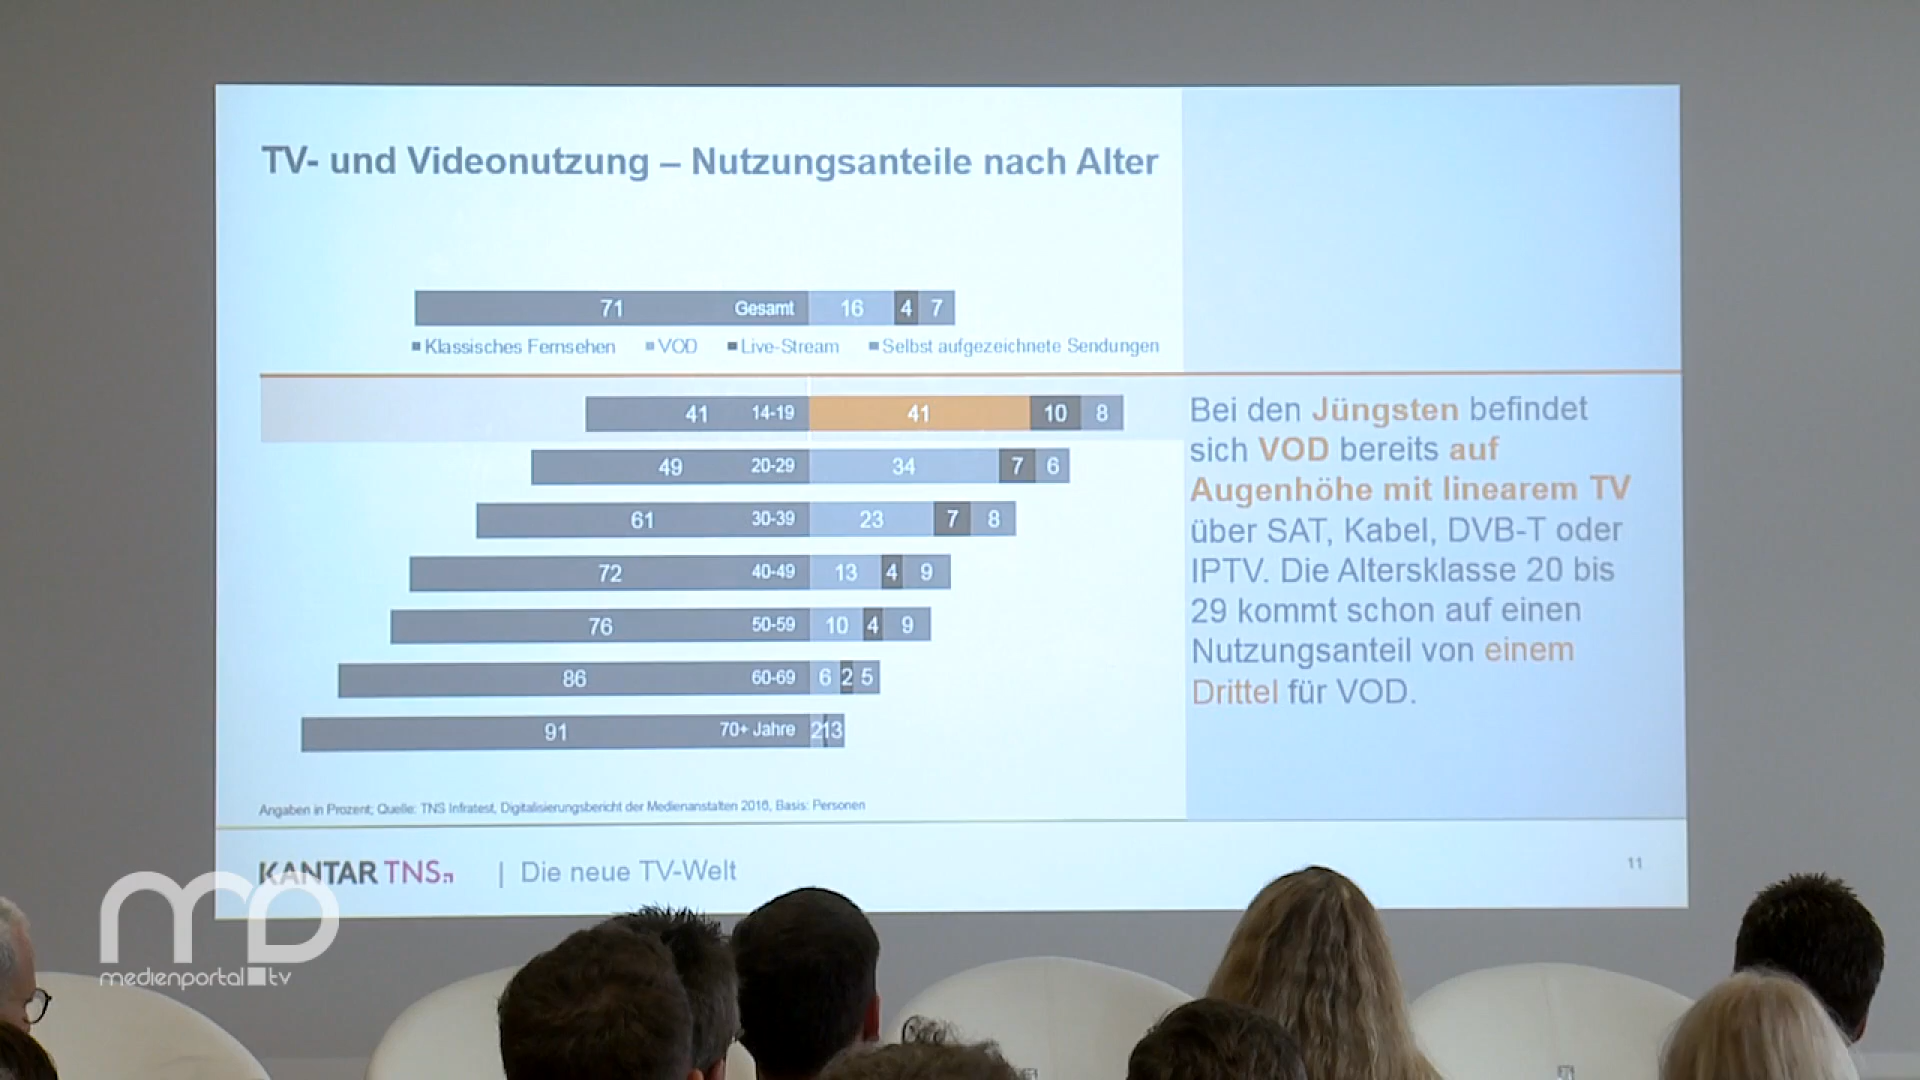 TV- und Videonutzung – Nutzungsanteile nach Alter
71 Gesamt 16 4 7
Klassisches Fernsehen VOD Live-Stream Selbst aufgezeichnete Sendungen
41 14-19 41 10 8
49 20-29 34 7 6
61 30-39 23 7 8
72 40-49 13 4 9
76 50-59 10 4 9
86 60-69 6 2 5
91 70+ Jahre 2 1 3
Bei den Jüngsten befindet
sich VOD bereits auf
Augenhöhe mit linearem TV
über SAT, Kabel, DVB-T oder
IPTV. Die Altersklasse 20 bis
29 kommt schon auf einen
Nutzungsanteil von einem
Drittel für VOD.
Angaben in Prozent; Quelle: TNS Infratest, Digitalisierungsbericht der Medienanstalten 2016, Basis: Personen
KANTAR TNS. | Die neue TV-Welt
11
medienportal.tv